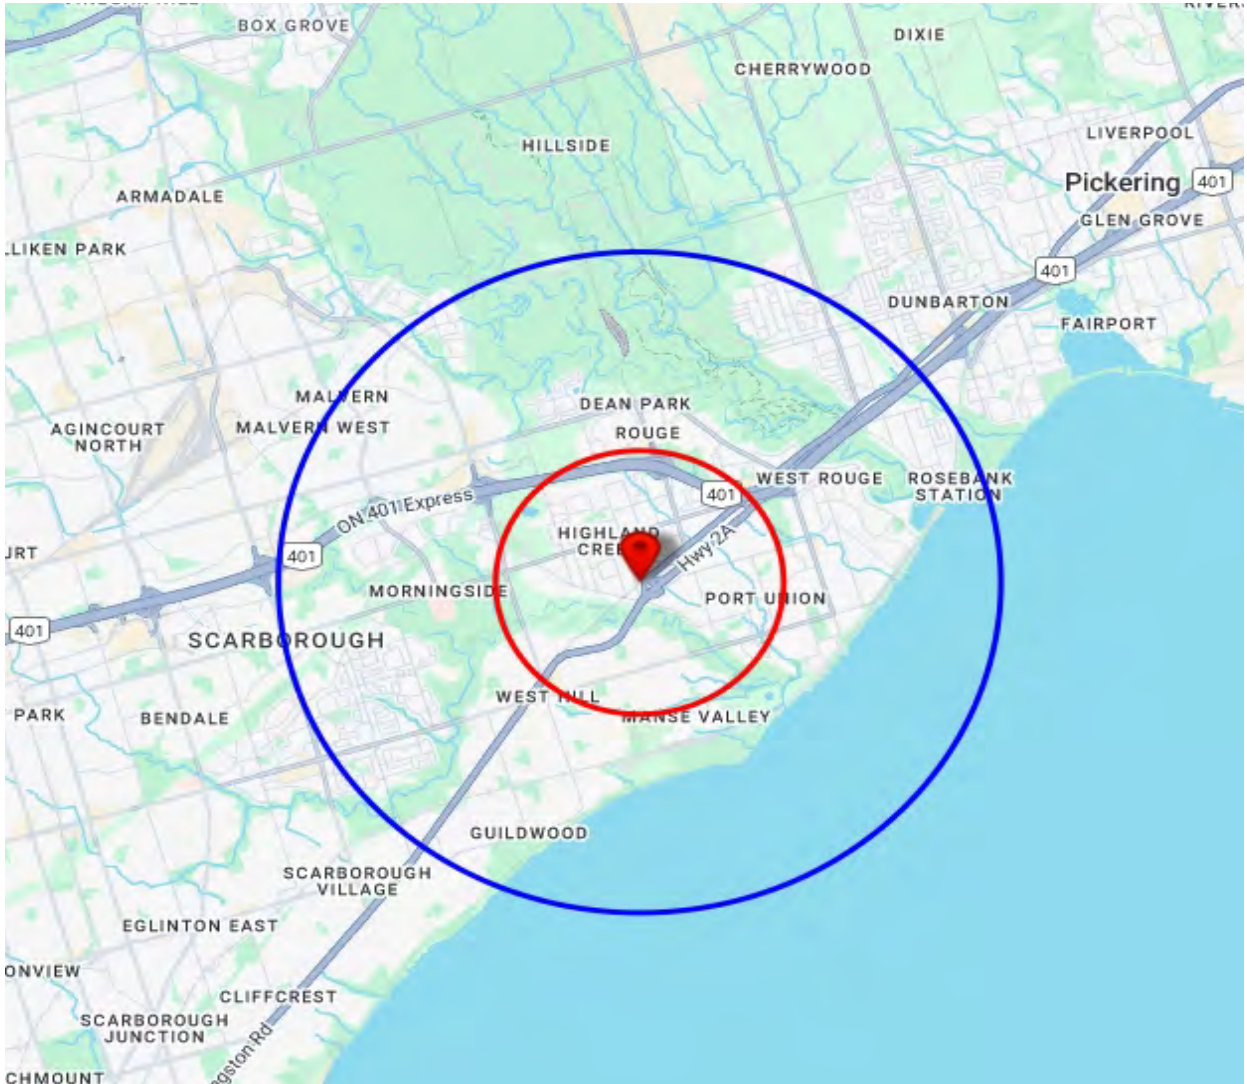 BOX GROVE
DIXIE
CHERRYWOOD
LIVERPOOL
HILLSIDE
Pickering
401
ARMADALE
GLEN GROVE
LLIKEN PARK
401
DUNBARTON
FAIRPORT
MALVERN
DEAN PARK
MALVERN WEST
AGINCOURT
NORTH
ROUGE
WEST ROUGE
ROSEBANK
STATION
ON 401 Express
401
HIGHLAND
CREE
Hwy 2A
URT
401
MORNINGSIDE
PORT UNION
401
SCARBOROUGH
WEST HILL
PARK
BENDALE
MANSE VALLEY
GUILDWOOD
SCARBOROUGH
VILLAGE
EGLINTON EAST
ONVIEW
CLIFFCREST
SCARBOROUGH
JUNCTION
ngston Rd
CHMOUNT